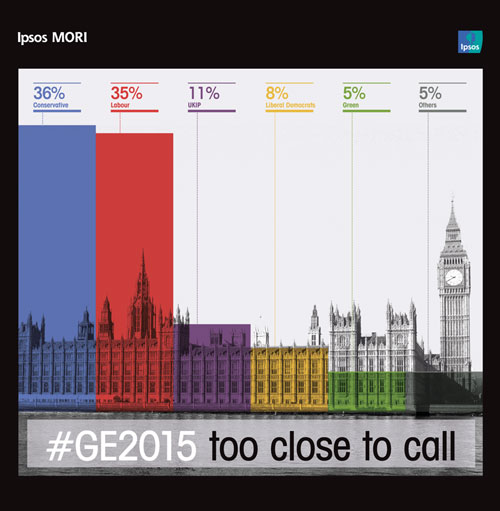 Ipsos MORI
Ipsos
36% 35% 11% 8% 5% 5%
Conservative Labour UKIP Liberal Democrats Green Others
#GE2015 too close to call